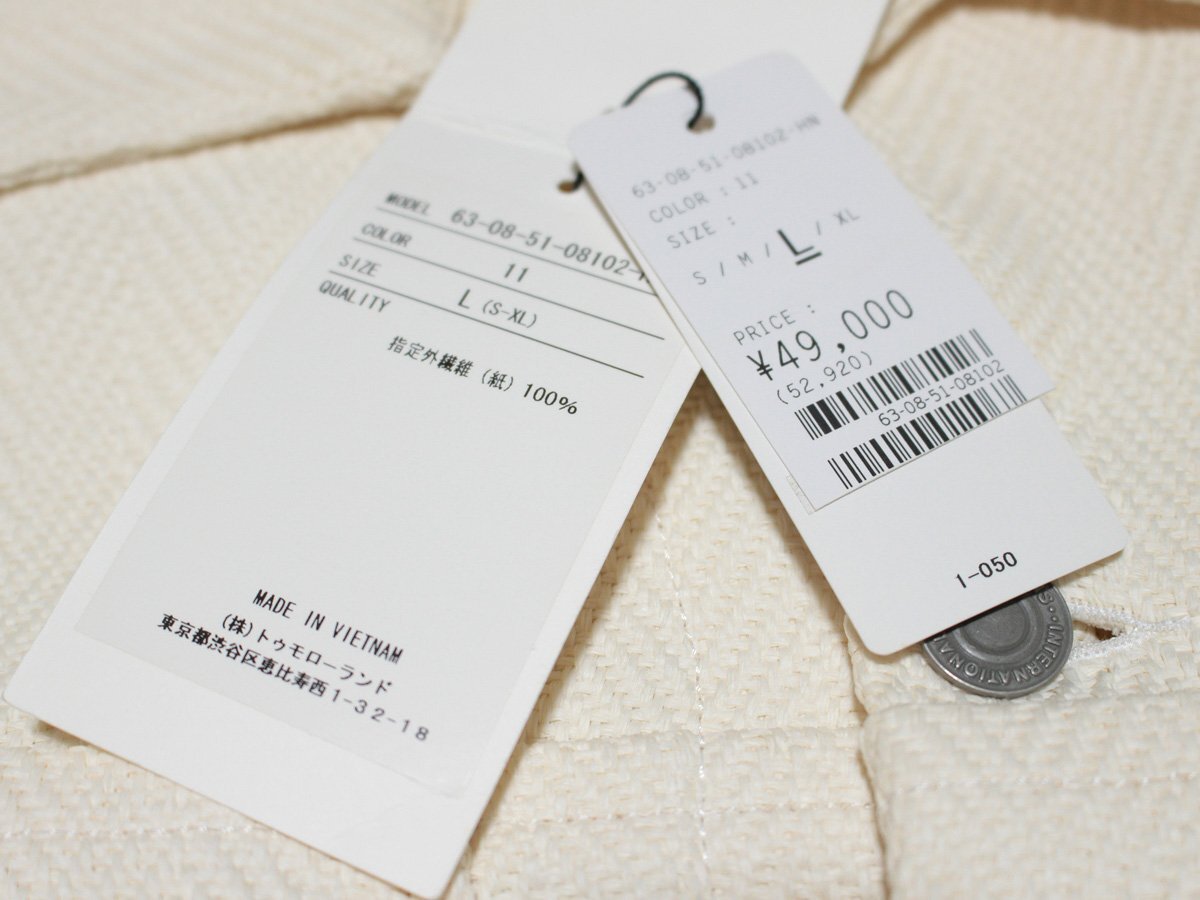 MODEL 63-08-51-08102-
COLOR 11
SIZE L (S-XL)
QUALITY
指定外繊維 (紙) 100%
MADE IN VIETNAM
(株)トゥモローランド
東京都渋谷区恵比寿西1-32-18
63-08-51-08102-HN
COLOR : 11
SIZE :
S / M / L / XL
PRICE :
¥49,000
(52,920)
63-08-51-08102
1-050
S・INTERNATIONA